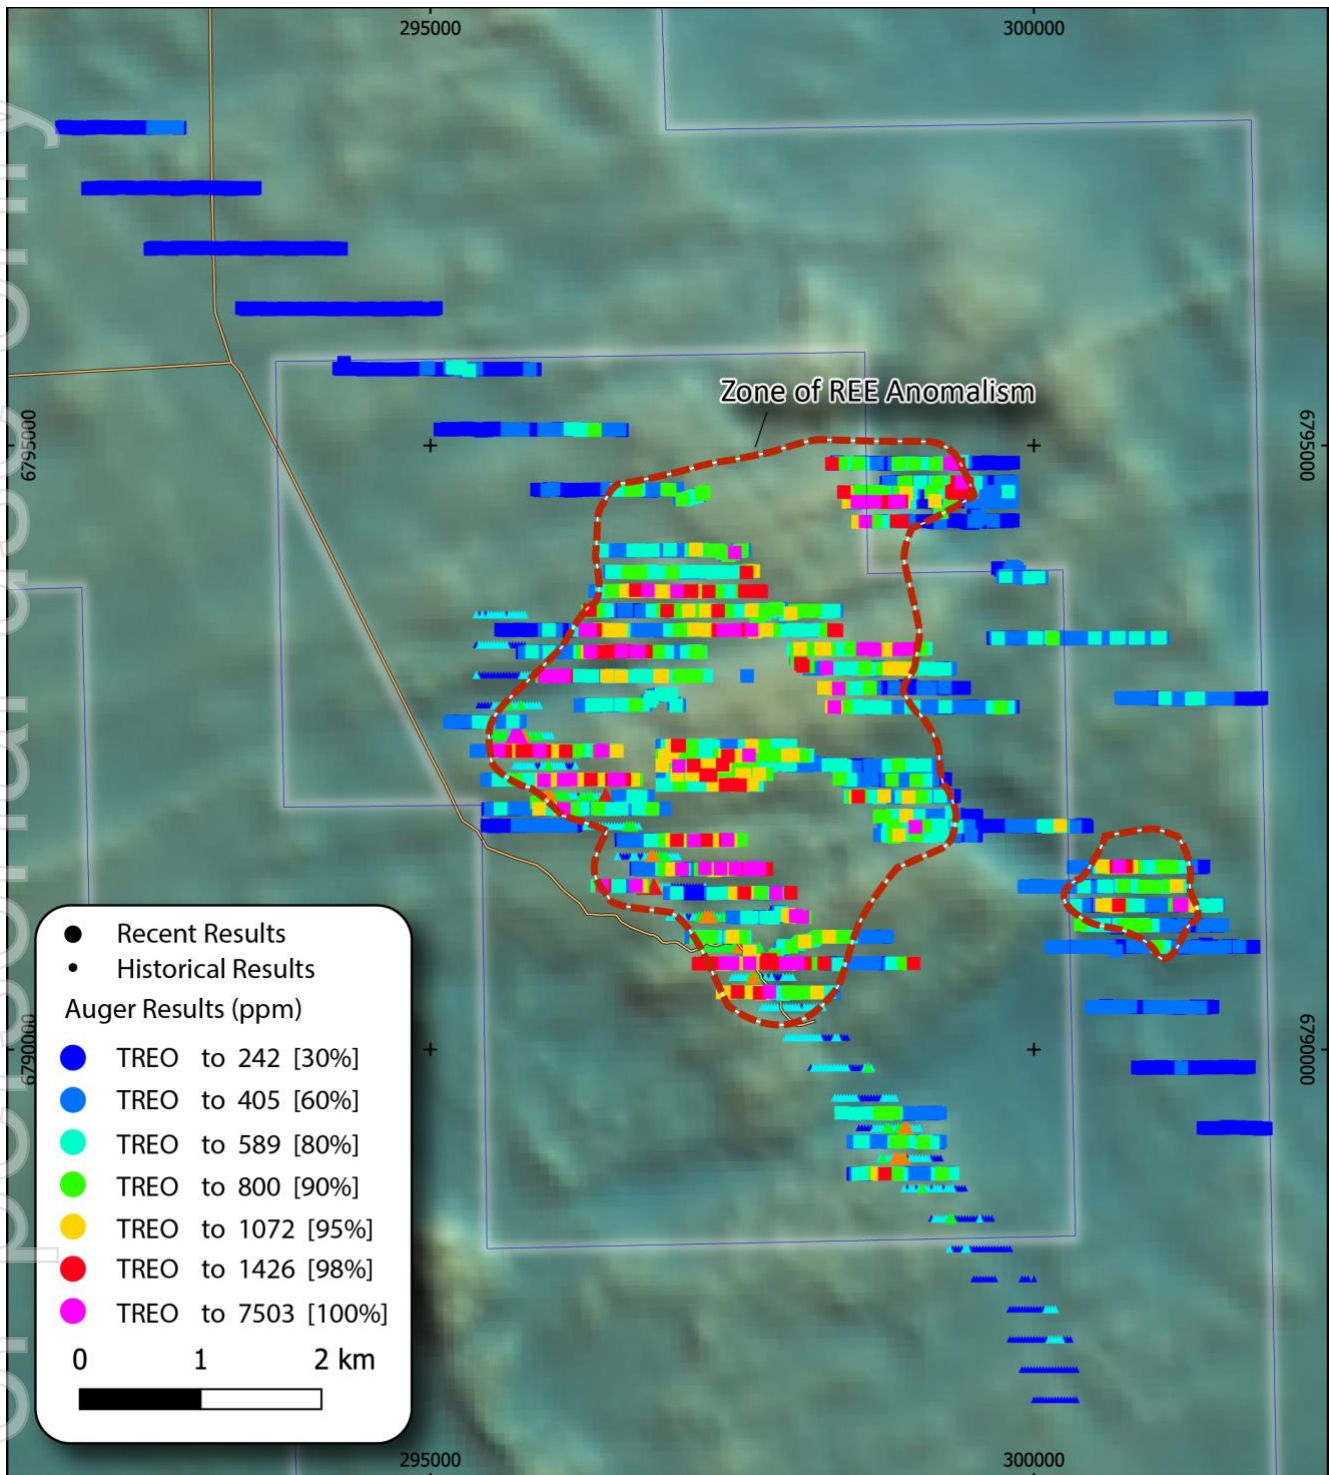 295000
300000
Zone of REE Anomalism
6795000
6795000
6790000
6790000
Recent Results
Historical Results
Auger Results (ppm)
TREO to 242 [30%]
TREO to 405 [60%]
TREO to 589 [80%]
TREO to 800 [90%]
TREO to 1072 [95%]
TREO to 1426 [98%]
TREO to 7503 [100%]
0 1 2 km
295000
300000